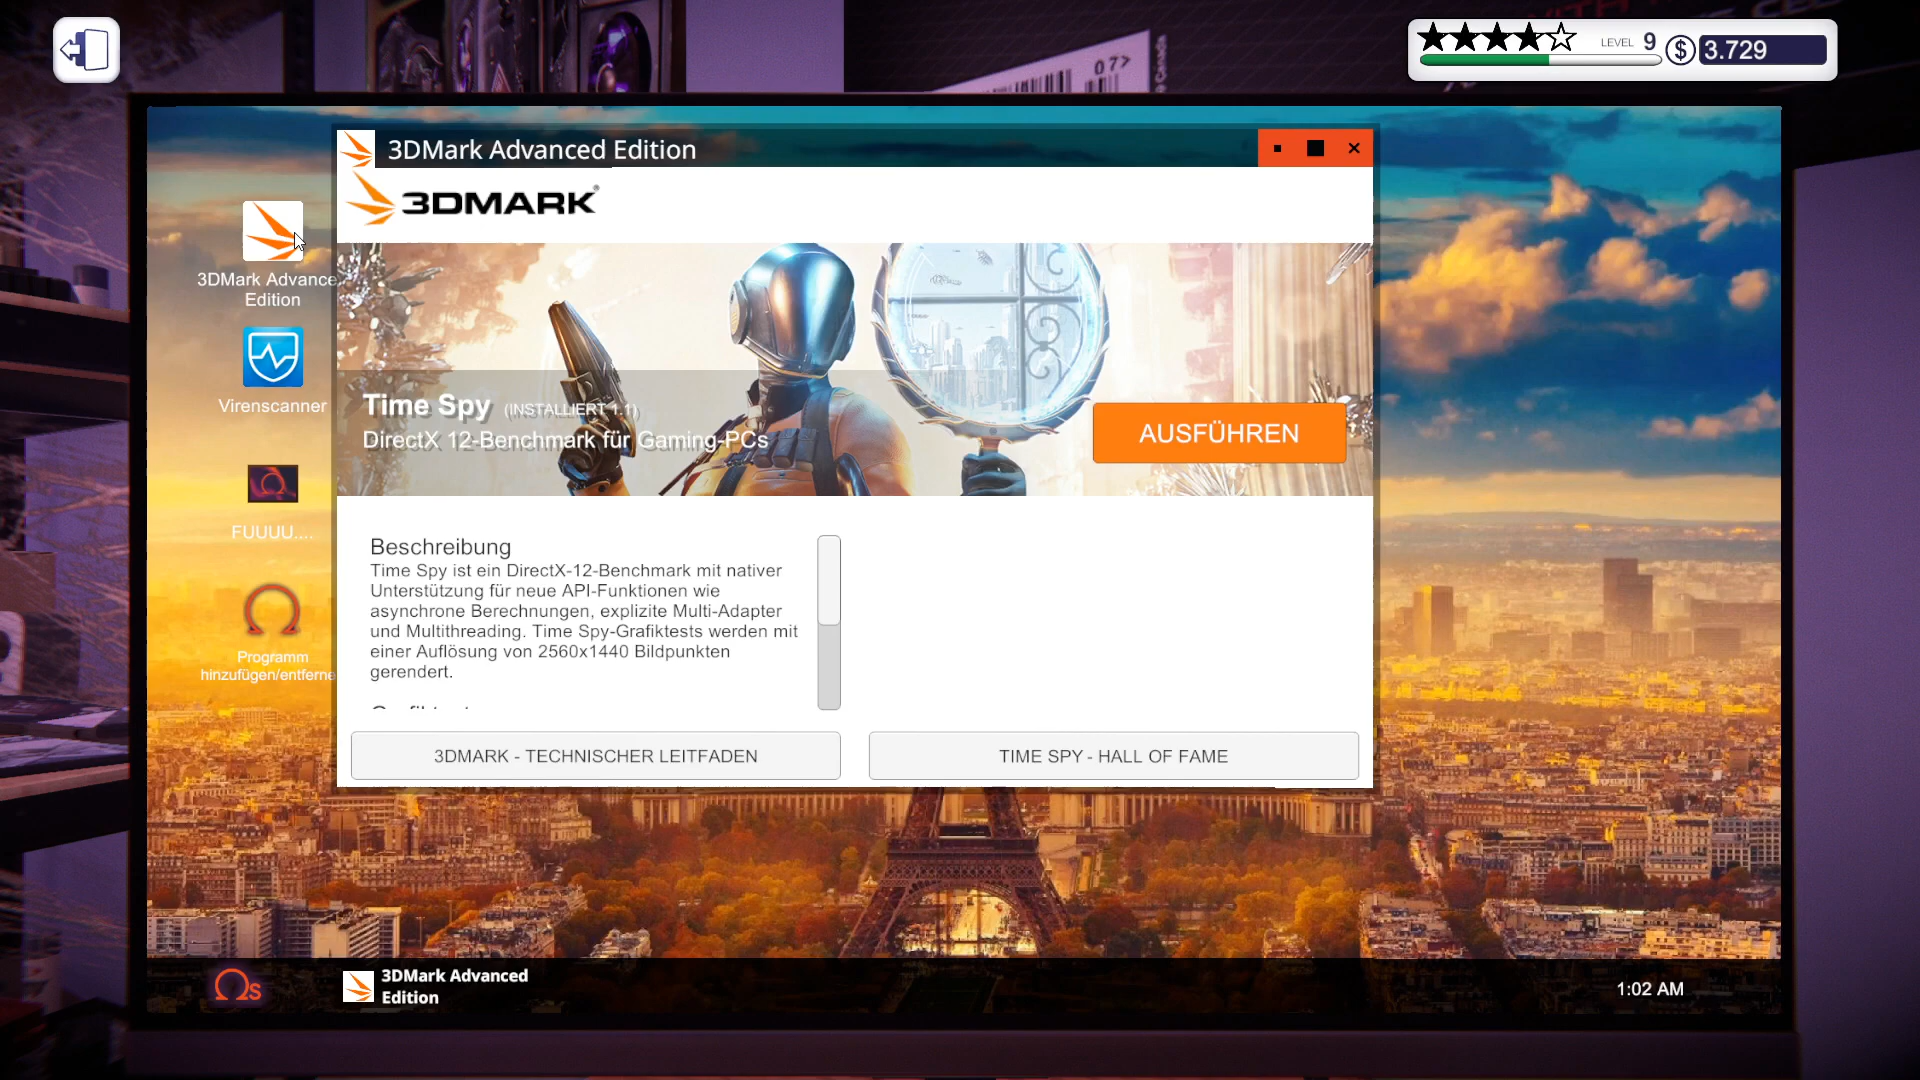 07>
Canada
LEVEL 9
$ 3.729
3DMark Advanced Edition
3DMARK®
3DMark Advance
Edition
Virenscanner
FUUUU....
Programm
hinzufügen/entferne
Time Spy (INSTALLIERT 1.1)
DirectX 12-Benchmark für Gaming-PCs
AUSFÜHREN
Beschreibung
Time Spy ist ein DirectX-12-Benchmark mit nativer
Unterstützung für neue API-Funktionen wie
asynchrone Berechnungen, explizite Multi-Adapter
und Multithreading. Time Spy-Grafiktests werden mit
einer Auflösung von 2560x1440 Bildpunkten
gerendert.
3DMARK - TECHNISCHER LEITFADEN
TIME SPY - HALL OF FAME
Ωs
3DMark Advanced
Edition
1:02 AM